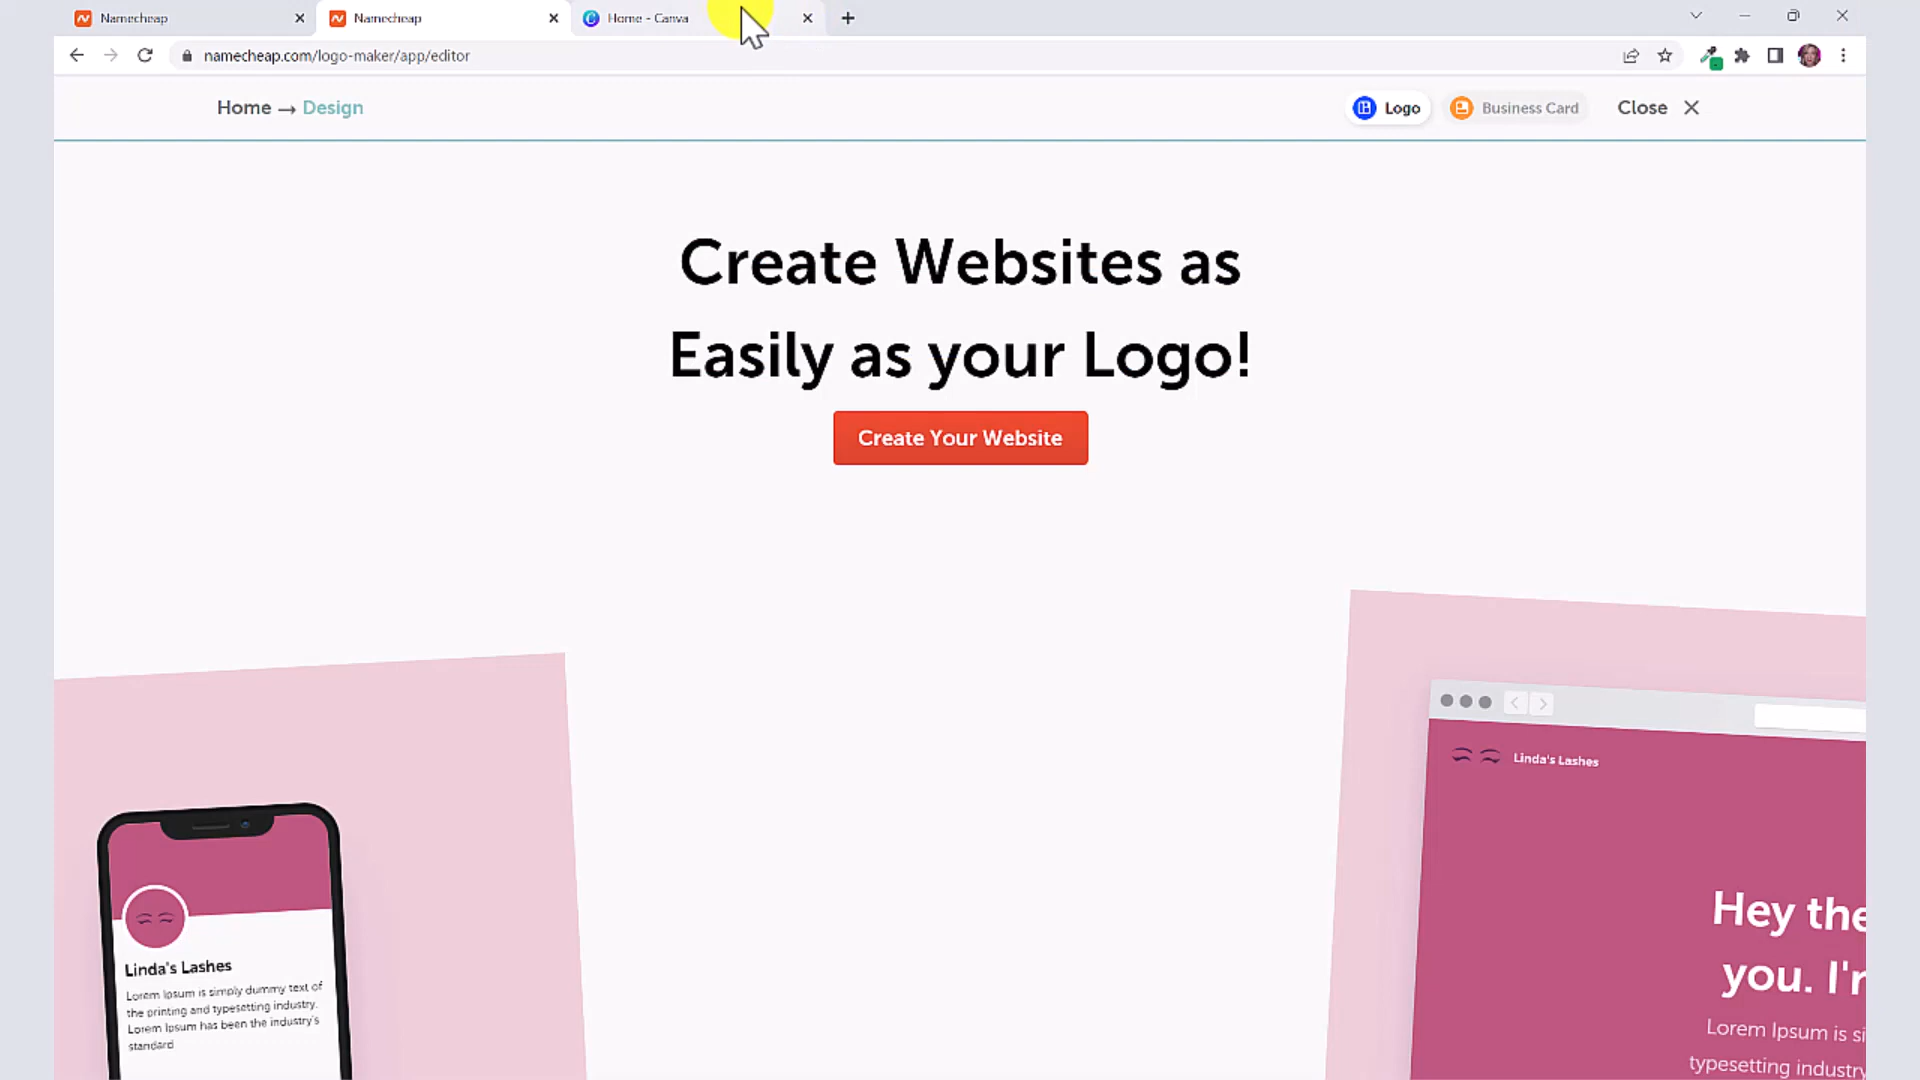 Namecheap
Namecheap
Home - Canva
namecheap.com/logo-maker/app/editor
Home → Design
Logo
Business Card
Close
Create Websites as
Easily as your Logo!
Create Your Website
Linda's Lashes
Hey the
you. I'r
Lorem Ipsum is si
typesetting industry
Linda's Lashes
Lorem Ipsum is simply dummy text of
the printing and typesetting industry.
Lorem Ipsum has been the industry's
standard